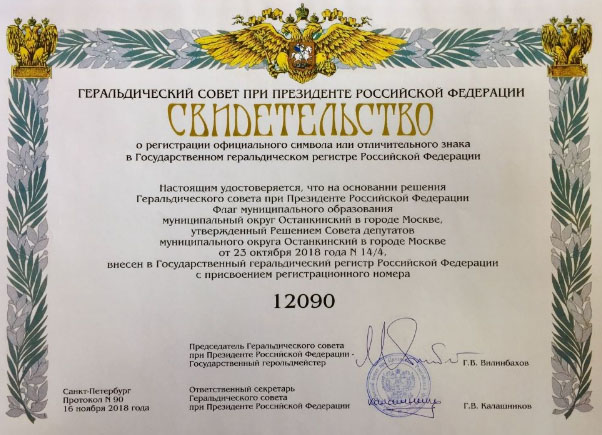 ГЕРАЛЬДИЧЕСКИЙ СОВЕТ ПРИ ПРЕЗИДЕНТЕ РОССИЙСКОЙ ФЕДЕРАЦИИ
СВИДЕТЕЛЬСТВО
о регистрации официального символа или отличительного знака
в Государственном геральдическом регистре Российской Федерации
Настоящим удостоверяется, что на основании решения
Геральдического совета при Президенте Российской Федерации
Флаг муниципального образования
муниципальный округ Останкинский в городе Москве,
утвержденный Решением Совета депутатов
муниципального округа Останкинский в городе Москве
от 23 октября 2018 года N 14/4,
внесен в Государственный геральдический регистр Российской Федерации
с присвоением регистрационного номера
12090
Председатель Геральдического совета
при Президенте Российской Федерации -
Государственный герольдмейстер
Г.В. Вилинбахов
Санкт-Петербург
Протокол N 90
16 ноября 2018 года
Ответственный секретарь
Геральдического совета
при Президенте Российской Федерации
Г.В. Калашников